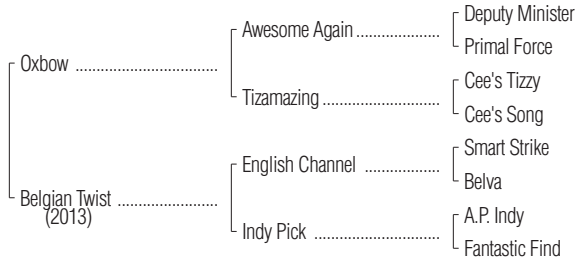 Deputy Minister
Awesome Again ...................
Primal Force
Oxbow ................................
Cee's Tizzy
Tizamazing ...........................
Cee's Song
Smart Strike
English Channel .................
Belva
Belgian Twist .......................
(2013)
A.P. Indy
Indy Pick .............................
Fantastic Find